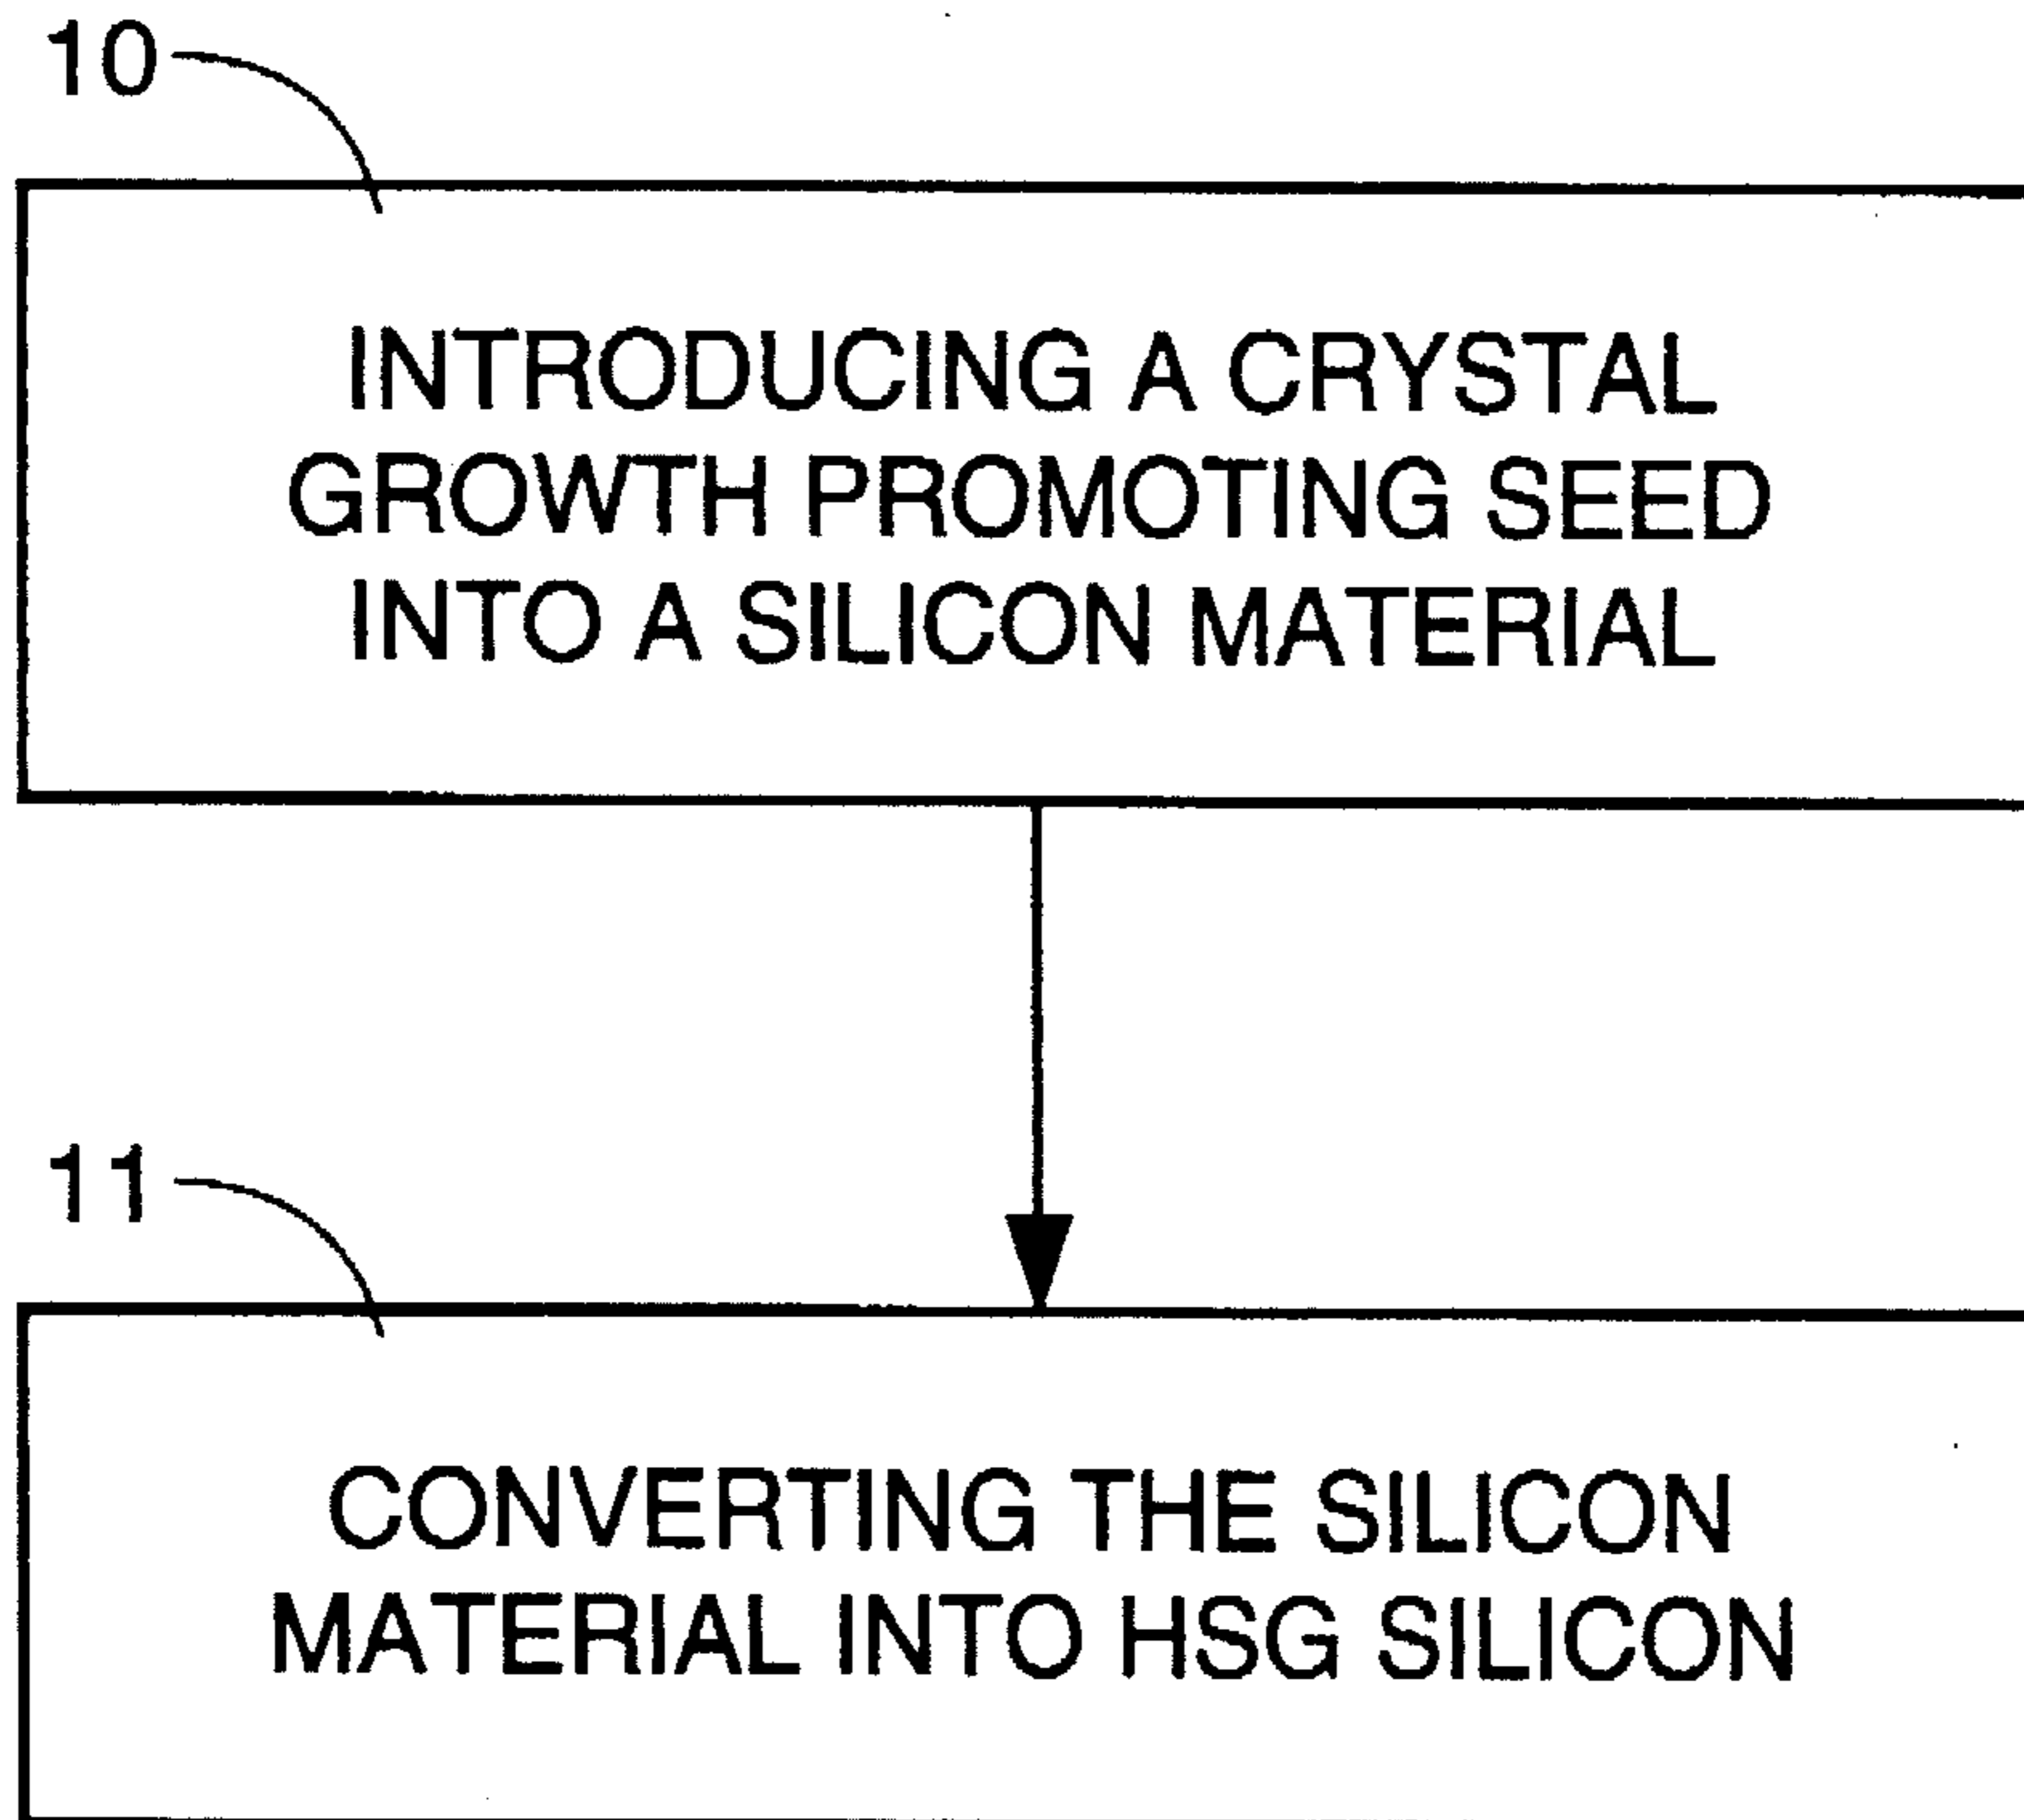 10
INTRODUCING A CRYSTAL
GROWTH PROMOTING SEED
INTO A SILICON MATERIAL
11
CONVERTING THE SILICON
MATERIAL INTO HSG SILICON